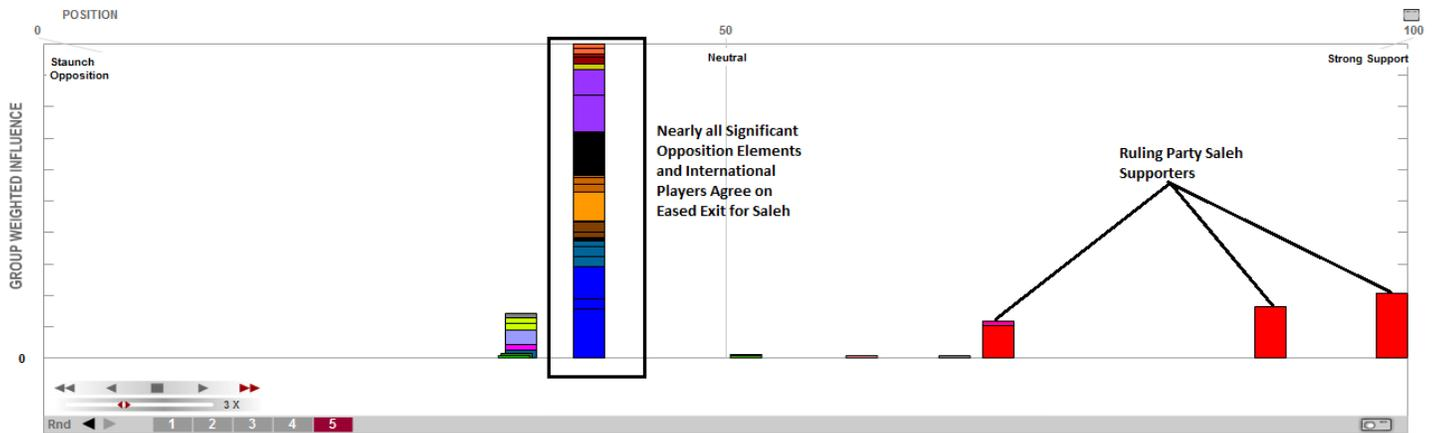 POSITION
0
50
100
Staunch
Opposition
Neutral
Strong Support
GROUP WEIGHTED INFLUENCE
Nearly all Significant
Opposition Elements
and International
Players Agree on
Eased Exit for Saleh
Ruling Party Saleh
Supporters
0
3 X
Rnd
1
2
3
4
5